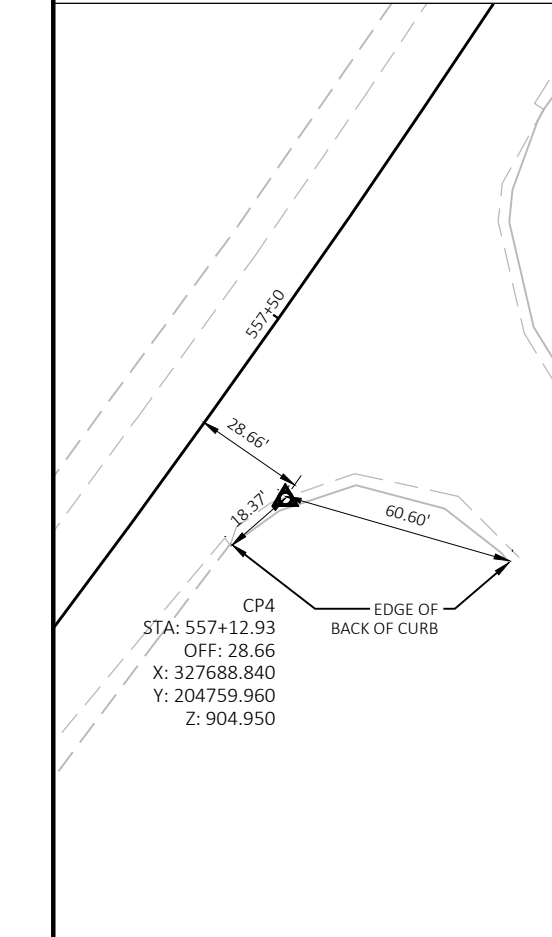 557+50
28.66'
18.37'
60.60'
EDGE OF
BACK OF CURB
CP4
STA: 557+12.93
OFF: 28.66
X: 327688.840
Y: 204759.960
Z: 904.950